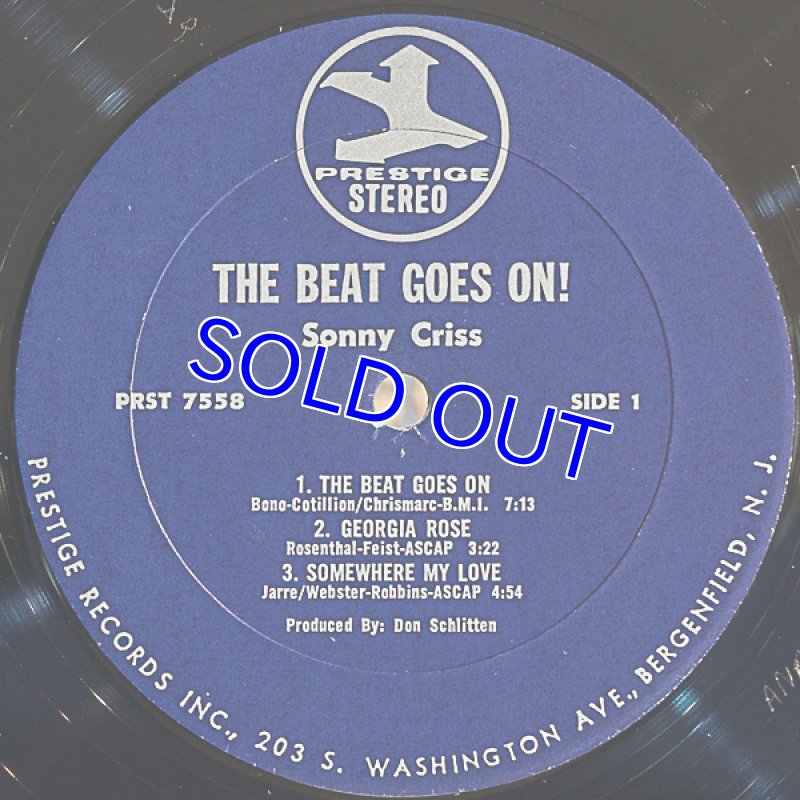 PRESTIGE
STEREO
THE BEAT GOES ON!
Sonny Criss
SOLD OUT
PRST 7558
SIDE 1
1. THE BEAT GOES ON
Bono-Cotillion/Chrismarc-B.M.I. 7:13
2. GEORGIA ROSE
Rosenthal-Feist-ASCAP 3:22
3. SOMEWHERE MY LOVE
Jarre/Webster-Robbins-ASCAP 4:54
Produced By: Don Schlitten
PRESTIGE RECORDS INC., 203 S. WASHINGTON AVE., BERGENFIELD, N. J.